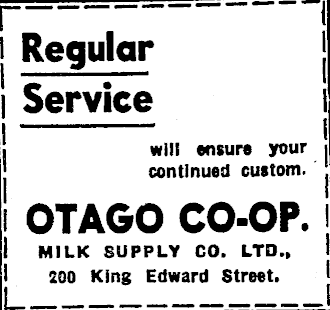 Regular
Service
will ensure your
continued custom.
OTAGO CO-OP.
MILK SUPPLY CO. LTD.,
200 King Edward Street.